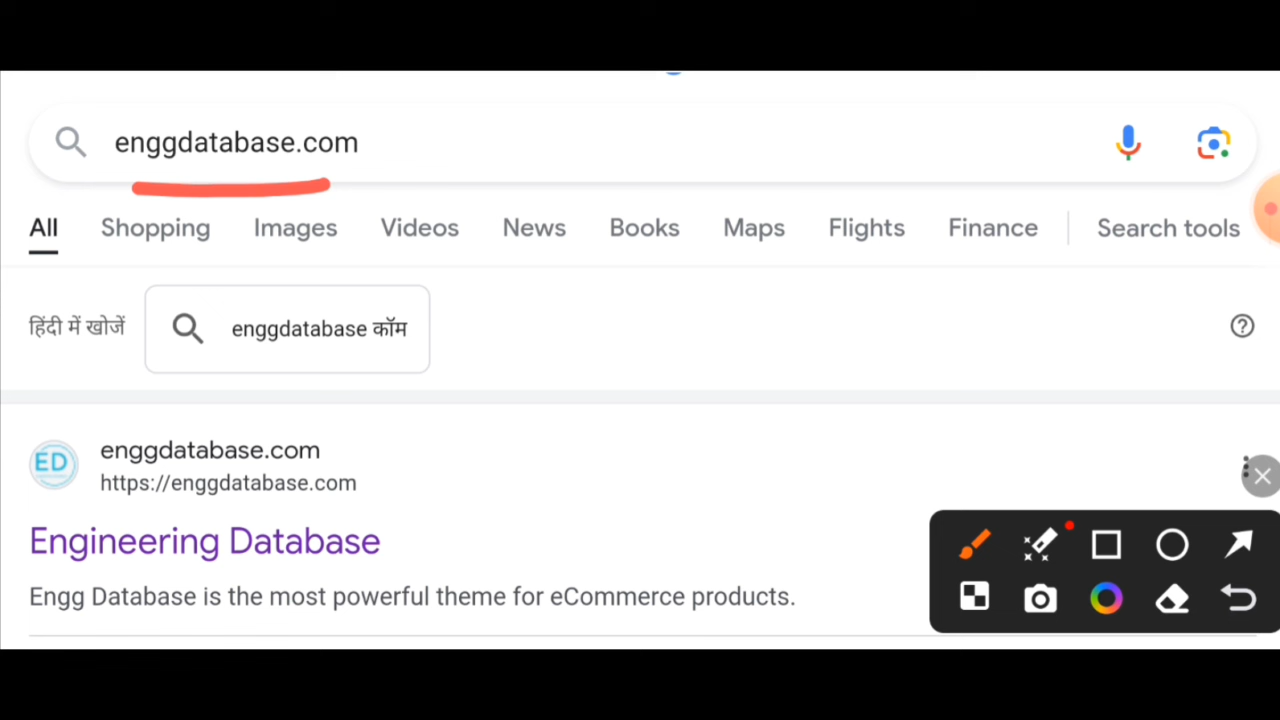 enggdatabase.com
All Shopping Images Videos News Books Maps Flights Finance Search tools
हिंदी में खोजें enggdatabase कॉम
ED enggdatabase.com
https://enggdatabase.com
Engineering Database
Engg Database is the most powerful theme for eCommerce products.